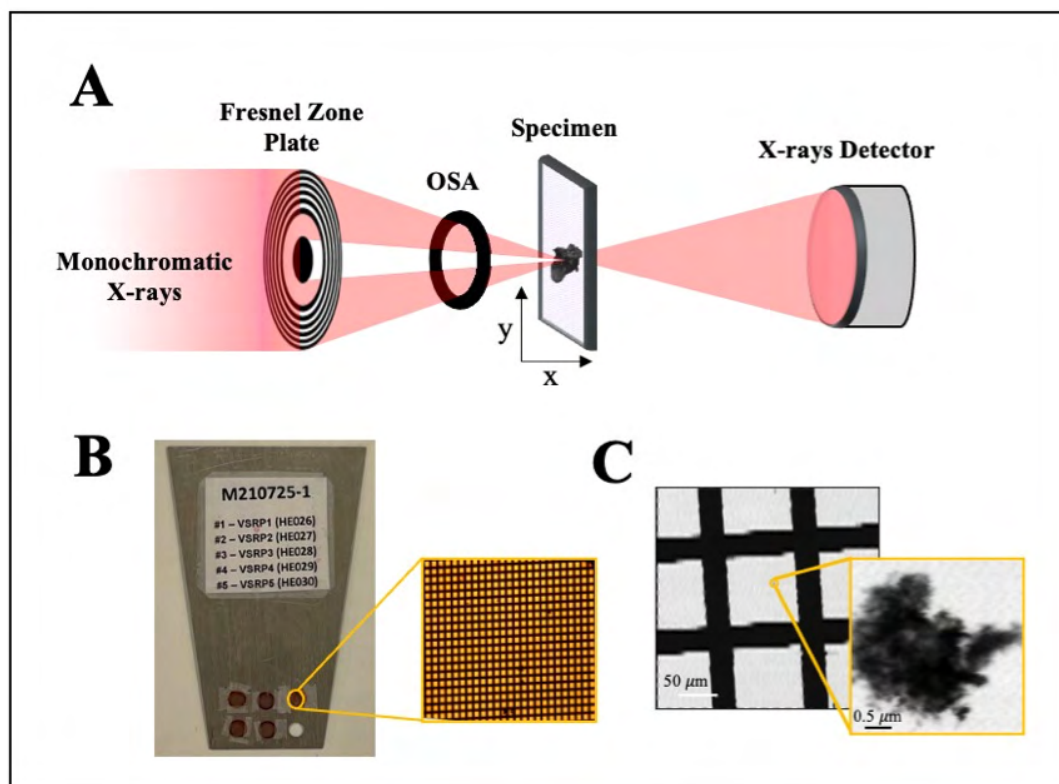 A
Fresnel Zone
Plate
OSA
Specimen
X-rays Detector
Monochromatic
X-rays
y
x
B
M210725-1
#1 – VSRP1 (HE026)
#2 – VSRP2 (HE027)
#3 – VSRP3 (HE028)
#4 – VSRP4 (HE029)
#5 – VSRP5 (HE030)
C
50 μm
0.5 μm